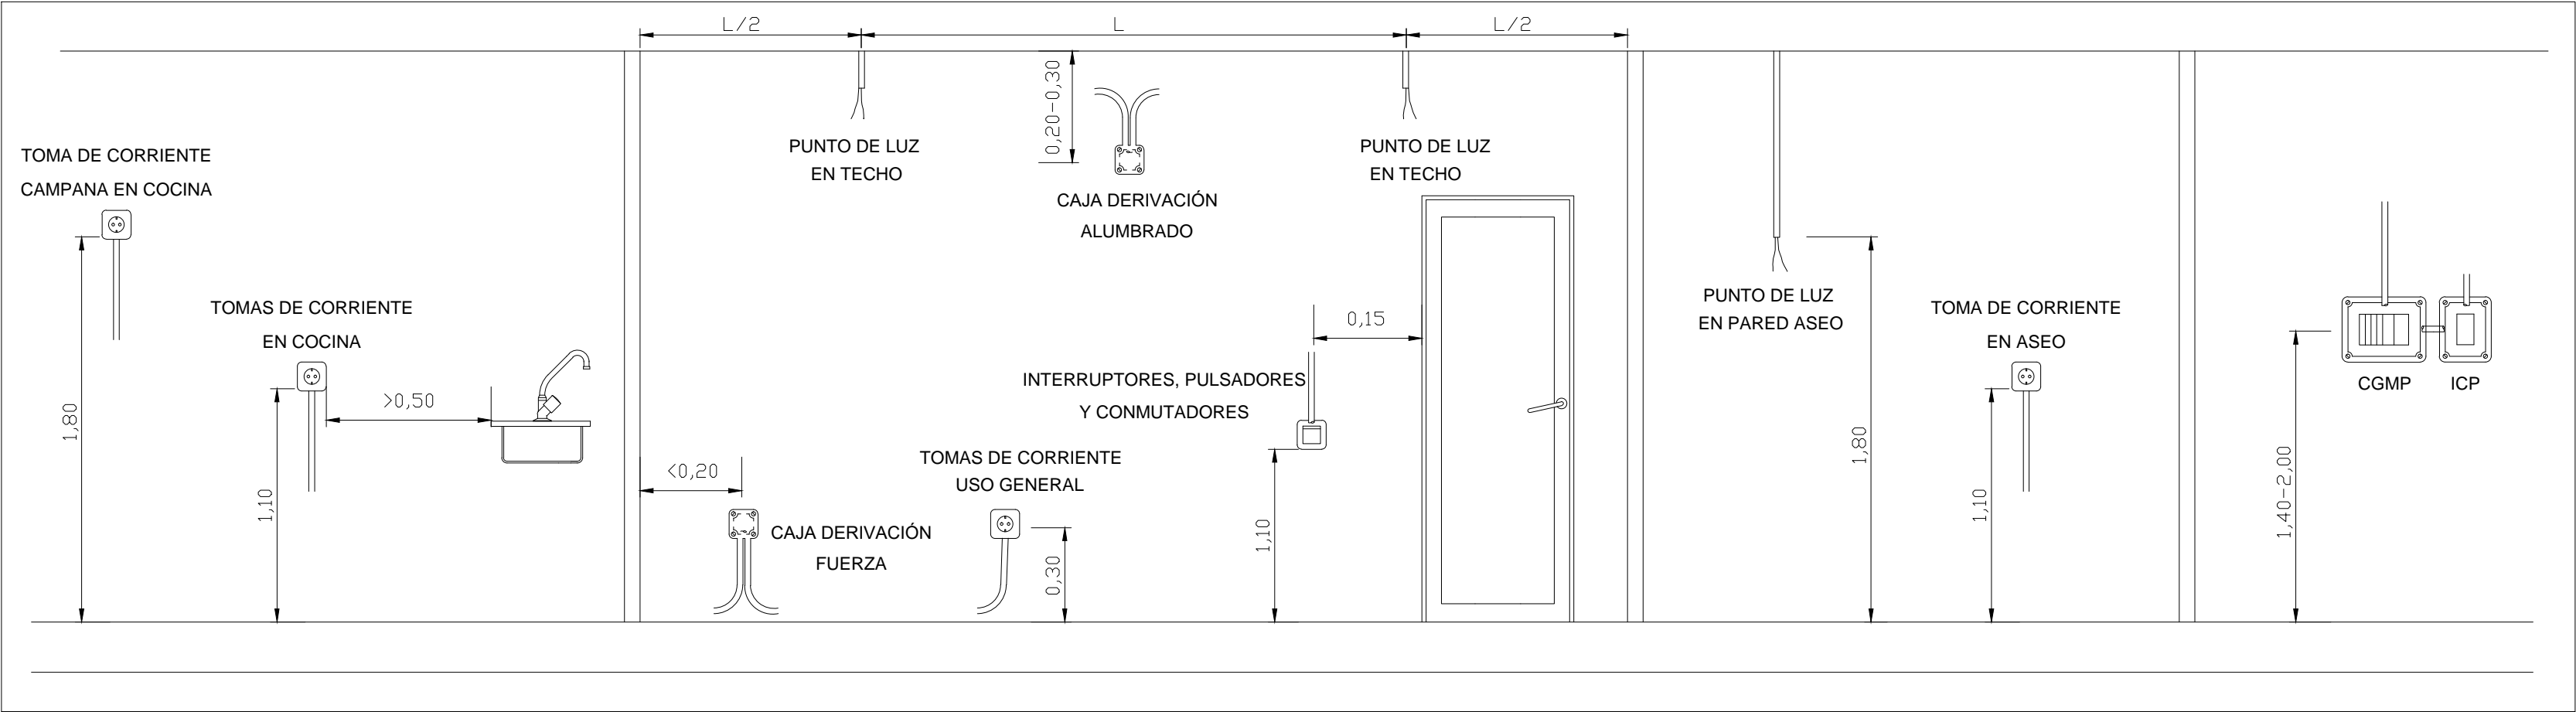 L/2
L
L/2
0,20-0,30
PUNTO DE LUZ
EN TECHO
PUNTO DE LUZ
EN TECHO
TOMA DE CORRIENTE
CAMPANA EN COCINA
CAJA DERIVACIÓN
ALUMBRADO
TOMAS DE CORRIENTE
EN COCINA
0,15
PUNTO DE LUZ
EN PARED ASEO
TOMA DE CORRIENTE
EN ASEO
INTERRUPTORES, PULSADORES
Y CONMUTADORES
CGMP
ICP
>0,50
1,80
1,80
TOMAS DE CORRIENTE
USO GENERAL
<0,20
1,10
1,10
1,10
1,40-2,00
CAJA DERIVACIÓN
FUERZA
0,30